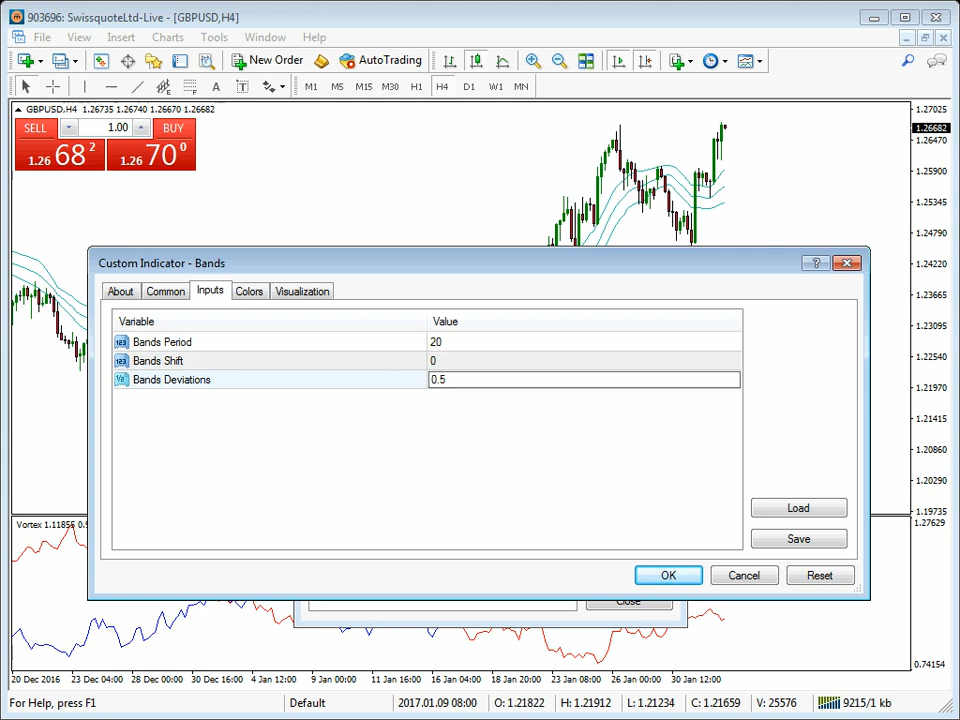 903696: SwissquoteLtd-Live - [GBPUSD,H4]
File View Insert Charts Tools Window Help
New Order AutoTrading
A T M1 M5 M15 M30 H1 H4 D1 W1 MN
GBPUSD,H4 1.26735 1.26740 1.26670 1.26682
SELL 1.00 BUY
1.26 68 2 1.26 70 0
1.27025
1.26682
1.26470
1.25900
1.25345
1.24790
1.24220
1.23665
1.23095
1.22540
1.21970
1.21415
1.20860
1.20290
1.19735
Custom Indicator - Bands
About Common Inputs Colors Visualization
Variable Value
123 Bands Period 20
123 Bands Shift 0
Bands Deviations 0.5
Load
Save
OK Cancel Reset
Close
Vortex 1.11855
1.27629
0.74154
20 Dec 2016 23 Dec 04:00 28 Dec 00:00 30 Dec 16:00 4 Jan 12:00 9 Jan 00:00 11 Jan 16:00 16 Jan 04:00 18 Jan 20:00 23 Jan 08:00 26 Jan 00:00 30 Jan 12:00
For Help, press F1 Default 2017.01.09 08:00 O: 1.21822 H: 1.21912 L: 1.21234 C: 1.21659 V: 25576 9215/1 kb